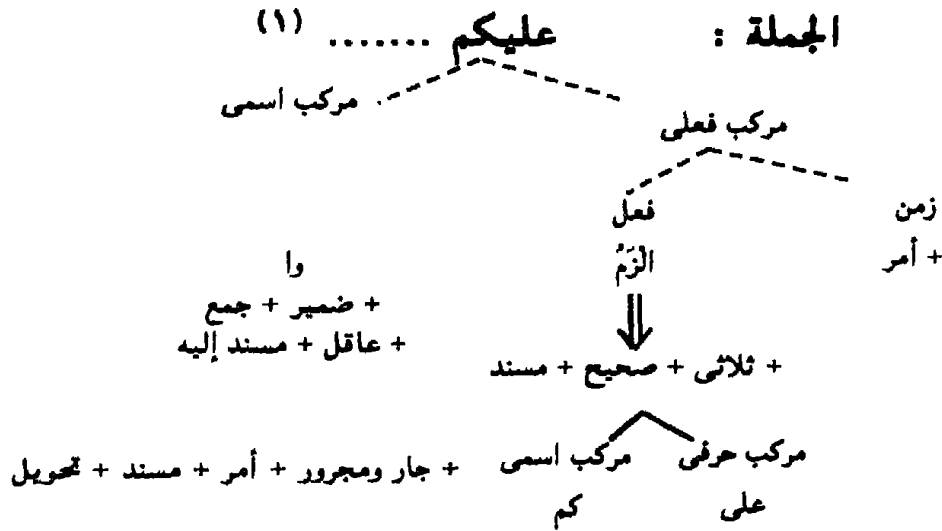 الجملة : عليكم ....... (١)
مركب اسمى
مركب فعلى
زمن
فعل
+ أمر
الْزَمُ
وا
+ ضمير + جمع
+ عاقل + مسند إليه
+ ثلاثى + صحيح + مسند
مركب حرفى
مركب اسمى
+ جار ومجرور + أمر + مسند + تحويل
على
كم